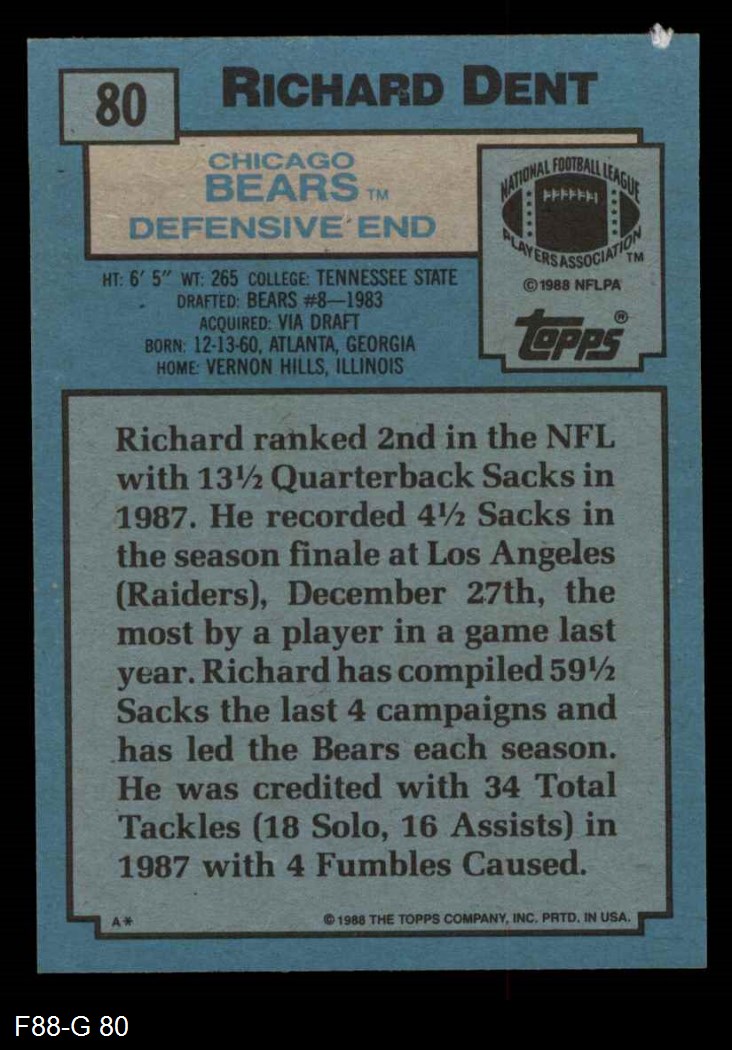 80
RICHARD DENT
CHICAGO
BEARS TM
DEFENSIVE END
NATIONAL FOOTBALL LEAGUE
PLAYERS ASSOCIATION TM
© 1988 NFLPA
topps ®
HT: 6' 5" WT: 265 COLLEGE: TENNESSEE STATE
DRAFTED: BEARS #8—1983
ACQUIRED: VIA DRAFT
BORN: 12-13-60, ATLANTA, GEORGIA
HOME: VERNON HILLS, ILLINOIS
Richard ranked 2nd in the NFL
with 13½ Quarterback Sacks in
1987. He recorded 4½ Sacks in
the season finale at Los Angeles
(Raiders), December 27th, the
most by a player in a game last
year. Richard has compiled 59½
Sacks the last 4 campaigns and
has led the Bears each season.
He was credited with 34 Total
Tackles (18 Solo, 16 Assists) in
1987 with 4 Fumbles Caused.
A*
© 1988 THE TOPPS COMPANY, INC. PRTD. IN USA.
F88-G 80